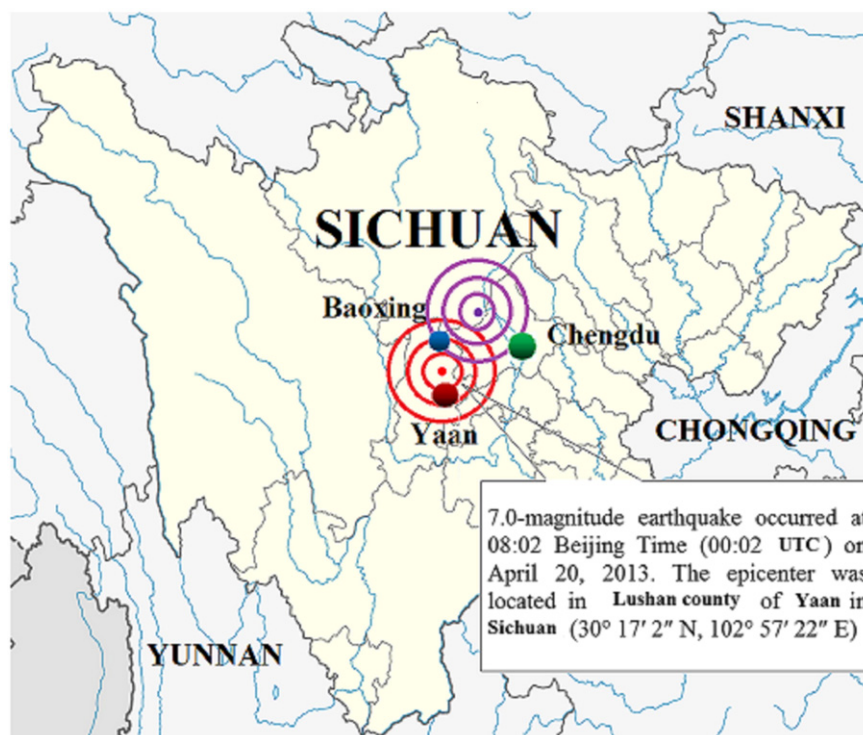 SHANXI
SICHUAN
Baoxing
Chengdu
Yaan
CHONGQING
7.0-magnitude earthquake occurred at
08:02 Beijing Time (00:02 UTC) on
April 20, 2013. The epicenter was
located in Lushan county of Yaan in
Sichuan (30° 17′ 2″ N, 102° 57′ 22″ E)
YUNNAN